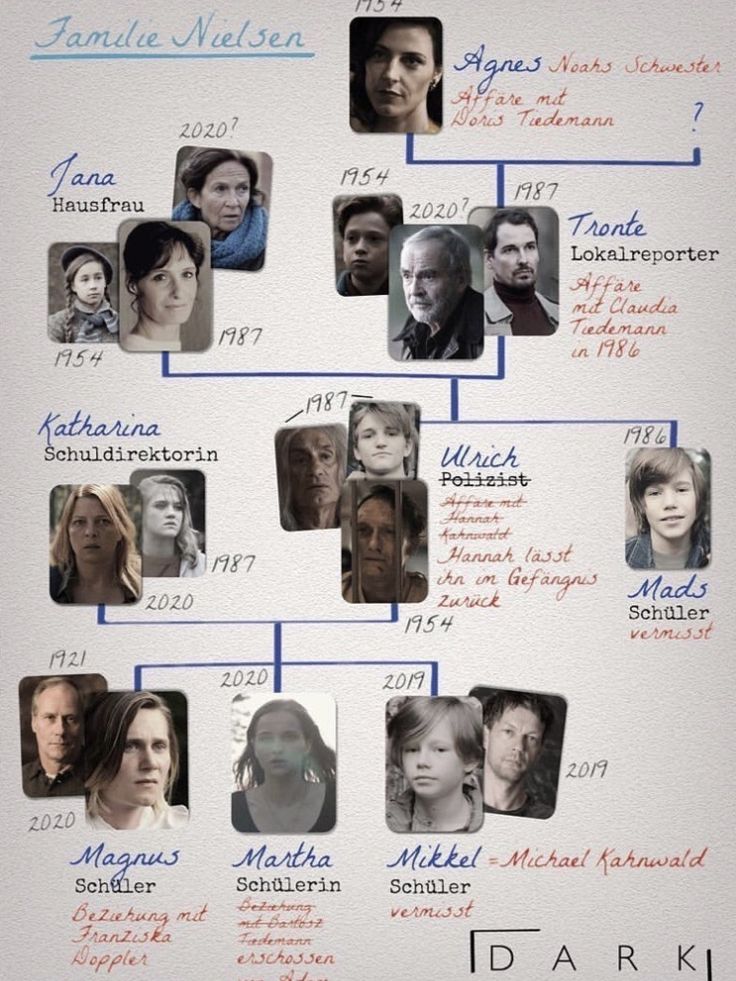 Familie Nielsen
1954
Agnes Noahs Schwester
Affäre mit
Doris Tiedemann
?
2020?
Jana
Hausfrau
1954
1987
1954
2020?
1987
Tronte
Lokalreporter
Affäre
mit Claudia
Tiedemann
in 1986
Katharina
Schuldirektorin
1987
2020
1987
Ulrich
Polizist
Affäre mit
Hannah
Kahnwald
Hannah lässt
ihn im Gefängnis
zurück
1954
1986
Mads
Schüler
vermisst
1921
2020
Magnus
Schüler
Beziehung mit
Franziska
Doppler
2020
Martha
Schülerin
Beziehung
mit Bartosz
Tiedemann
erschossen
von Adam
2019
2019
Mikkel = Michael Kahnwald
Schüler
vermisst
DARK